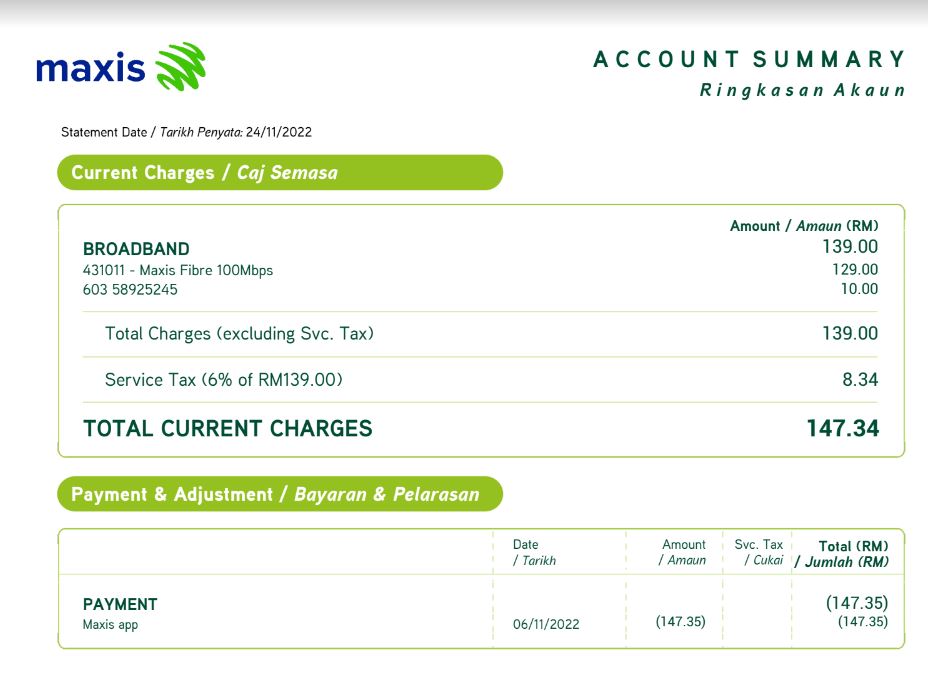 maxis
ACCOUNT SUMMARY
Ringkasan Akaun
Statement Date / Tarikh Penyata: 24/11/2022
Current Charges / Caj Semasa
Amount / Amaun (RM)
BROADBAND 139.00
431011 - Maxis Fibre 100Mbps 129.00
603 58925245 10.00
Total Charges (excluding Svc. Tax) 139.00
Service Tax (6% of RM139.00) 8.34
TOTAL CURRENT CHARGES 147.34
Payment & Adjustment / Bayaran & Pelarasan
Date Amount Svc. Tax Total (RM)
/ Tarikh / Amaun / Cukai / Jumlah (RM)
PAYMENT (147.35)
Maxis app 06/11/2022 (147.35) (147.35)